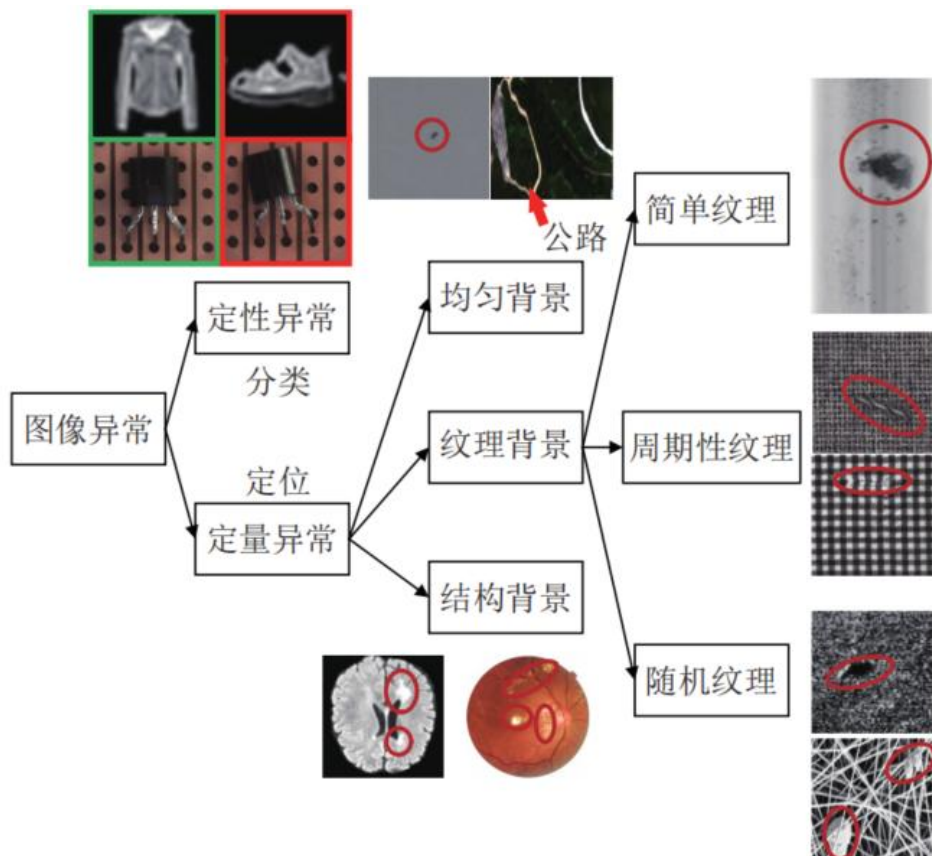 公路
简单纹理
均匀背景
定性异常
分类
图像异常
纹理背景
周期性纹理
定位
定量异常
结构背景
随机纹理